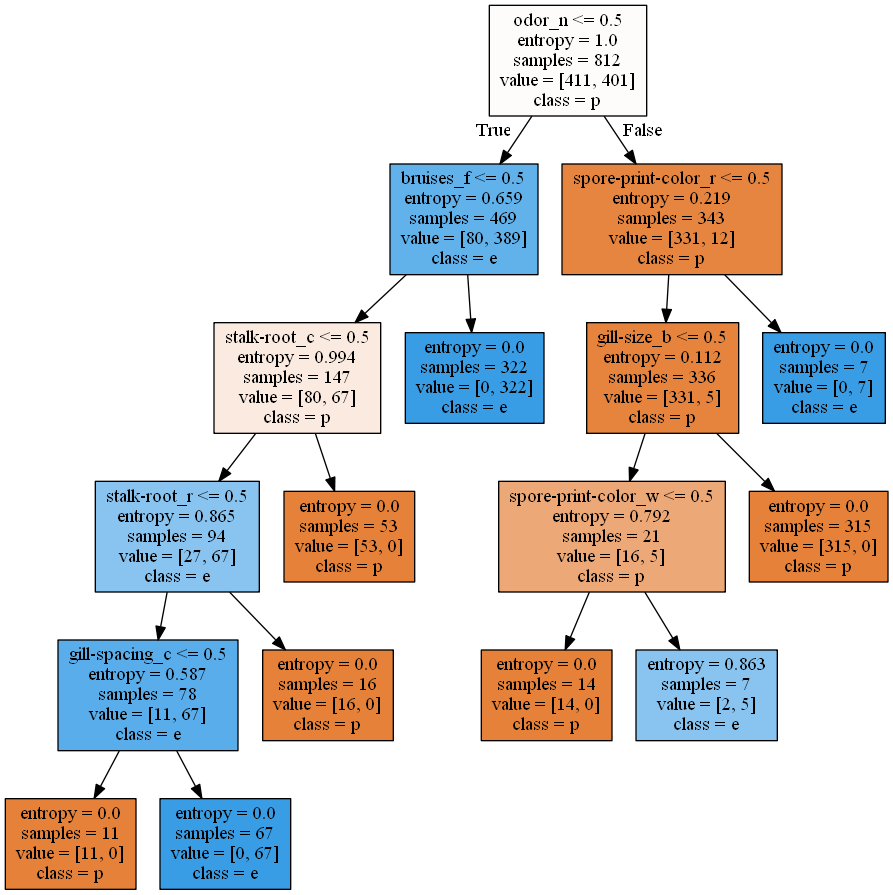 odor_n <= 0.5
entropy = 1.0
samples = 812
value = [411, 401]
class = p
True
False
bruises_f <= 0.5
entropy = 0.659
samples = 469
value = [80, 389]
class = e
spore-print-color_r <= 0.5
entropy = 0.219
samples = 343
value = [331, 12]
class = p
stalk-root_c <= 0.5
entropy = 0.994
samples = 147
value = [80, 67]
class = p
entropy = 0.0
samples = 322
value = [0, 322]
class = e
gill-size_b <= 0.5
entropy = 0.112
samples = 336
value = [331, 5]
class = p
entropy = 0.0
samples = 7
value = [0, 7]
class = e
stalk-root_r <= 0.5
entropy = 0.865
samples = 94
value = [27, 67]
class = e
entropy = 0.0
samples = 53
value = [53, 0]
class = p
spore-print-color_w <= 0.5
entropy = 0.792
samples = 21
value = [16, 5]
class = p
entropy = 0.0
samples = 315
value = [315, 0]
class = p
gill-spacing_c <= 0.5
entropy = 0.587
samples = 78
value = [11, 67]
class = e
entropy = 0.0
samples = 16
value = [16, 0]
class = p
entropy = 0.0
samples = 14
value = [14, 0]
class = p
entropy = 0.863
samples = 7
value = [2, 5]
class = e
entropy = 0.0
samples = 11
value = [11, 0]
class = p
entropy = 0.0
samples = 67
value = [0, 67]
class = e